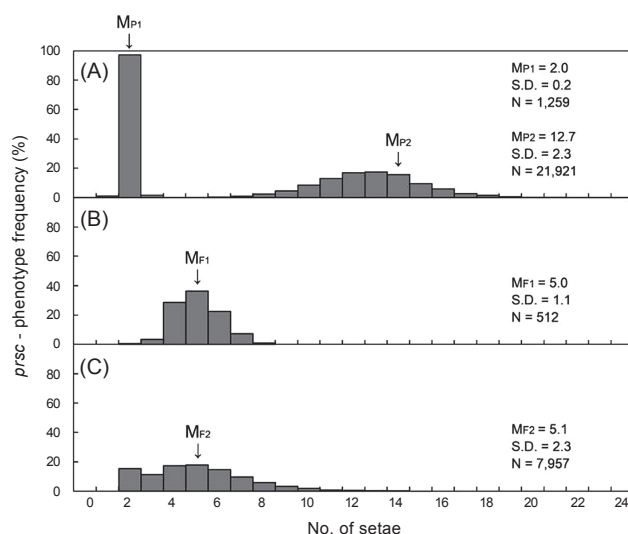 MP1
(A)
MP1 = 2.0
S.D. = 0.2
N = 1,259
MP2 = 12.7
S.D. = 2.3
N = 21,921
MP2
100
80
60
40
20
0
(B)
MF1
MF1 = 5.0
S.D. = 1.1
N = 512
80
60
40
20
0
(C)
MF2
MF2 = 5.1
S.D. = 2.3
N = 7,957
80
60
40
20
0
0 2 4 6 8 10 12 14 16 18 20 22 24
No. of setae
prsc - phenotype frequency (%)